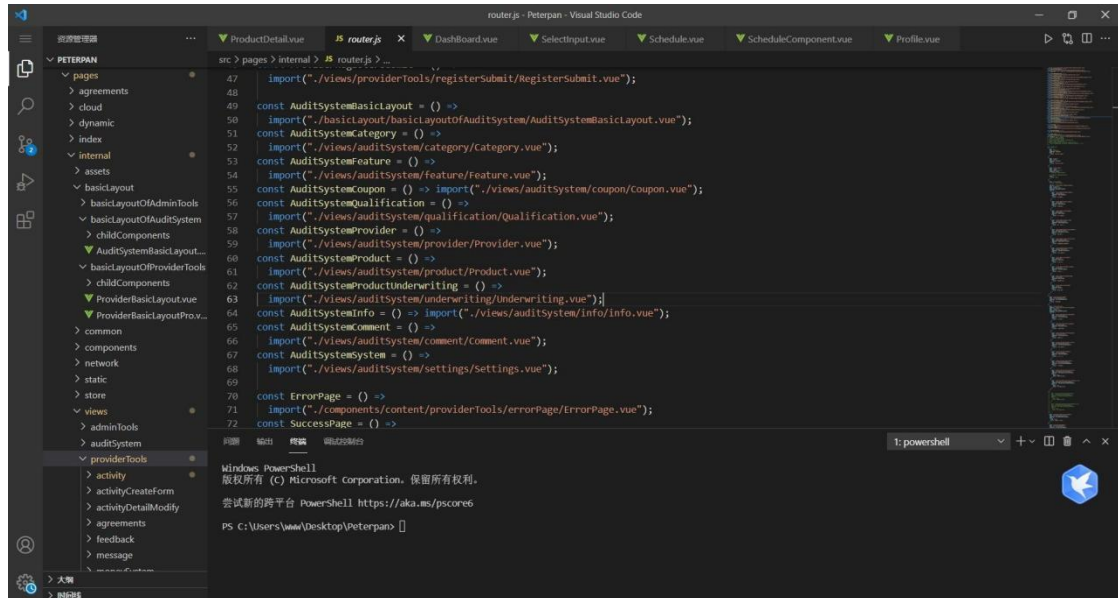 router.js - Peterpan - Visual Studio Code
资源管理器 ...
ProductDetail.vue
JS router.js
DashBoard.vue
SelectInput.vue
Schedule.vue
ScheduleComponent.vue
Profile.vue
PETERPAN
pages
agreements
cloud
dynamic
index
internal
assets
basicLayout
basicLayoutOfAdminTools
basicLayoutOfAuditSystem
childComponents
AuditSystemBasicLayout....
basicLayoutOfProviderTools
childComponents
ProviderBasicLayout.vue
ProviderBasicLayoutPro.v...
common
components
network
static
store
views
adminTools
auditSystem
providerTools
activity
activityCreateForm
activityDetailModify
agreements
feedback
message
大纲
时间线
2
src > pages > internal > JS router.js > ...
47 import("./views/providerTools/registerSubmit/RegisterSubmit.vue");
48
49 const AuditSystemBasicLayout = () =>
50 import("./basicLayout/basicLayoutOfAuditSystem/AuditSystemBasicLayout.vue");
51 const AuditSystemCategory = () =>
52 import("./views/auditSystem/category/Category.vue");
53 const AuditSystemFeature = () =>
54 import("./views/auditSystem/feature/Feature.vue");
55 const AuditSystemCoupon = () => import("./views/auditSystem/coupon/Coupon.vue");
56 const AuditSystemQualification = () =>
57 import("./views/auditSystem/qualification/Qualification.vue");
58 const AuditSystemProvider = () =>
59 import("./views/auditSystem/provider/Provider.vue");
60 const AuditSystemProduct = () =>
61 import("./views/auditSystem/product/Product.vue");
62 const AuditSystemProductUnderwriting = () =>
63 import("./views/auditSystem/underwriting/Underwriting.vue");
64 const AuditSystemInfo = () => import("./views/auditSystem/info/info.vue");
65 const AuditSystemComment = () =>
66 import("./views/auditSystem/comment/Comment.vue");
67 const AuditSystemSystem = () =>
68 import("./views/auditSystem/settings/Settings.vue");
69
70 const ErrorPage = () =>
71 import("./components/content/providerTools/errorPage/ErrorPage.vue");
72 const SuccessPage = () =>
问题 输出 终端 调试控制台
1: powershell
Windows PowerShell
版权所有 (C) Microsoft Corporation。保留所有权利。
尝试新的跨平台 PowerShell https://aka.ms/pscore6
PS C:\Users\www\Desktop\Peterpan>